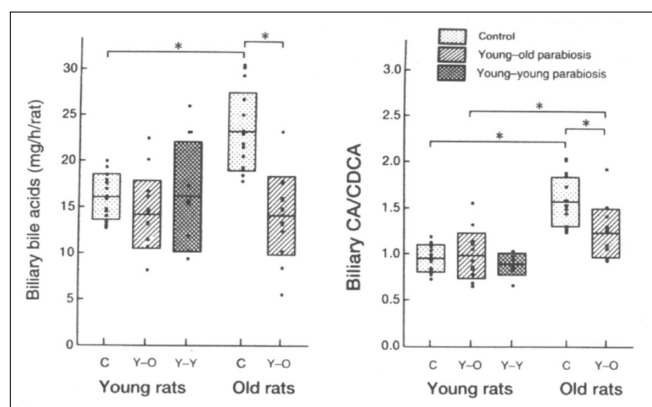 Control
Young–old parabiosis
Young–young parabiosis
Biliary bile acids (mg/h/rat)
30
25
20
15
10
5
0
*
*
C
Y–O
Y–Y
C
Y–O
Young rats
Old rats
Biliary CA/CDCA
3.0
2.5
2.0
1.5
1.0
0.5
0.0
*
*
*
C
Y–O
Y–Y
C
Y–O
Young rats
Old rats